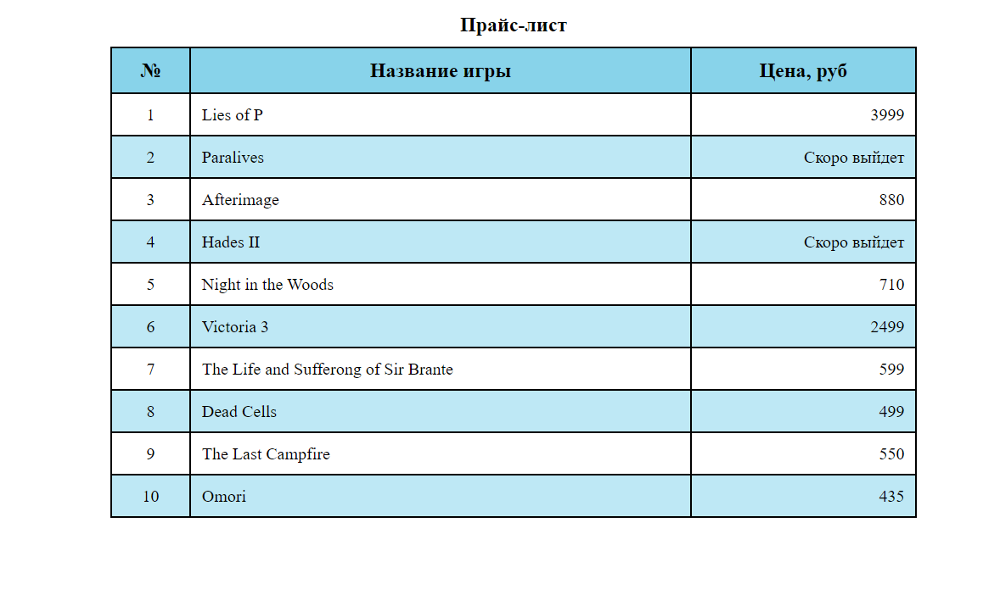 Прайс-лист
№ Название игры Цена, руб
1 Lies of P 3999
2 Paralives Скоро выйдет
3 Afterimage 880
4 Hades II Скоро выйдет
5 Night in the Woods 710
6 Victoria 3 2499
7 The Life and Sufferong of Sir Brante 599
8 Dead Cells 499
9 The Last Campfire 550
10 Omori 435